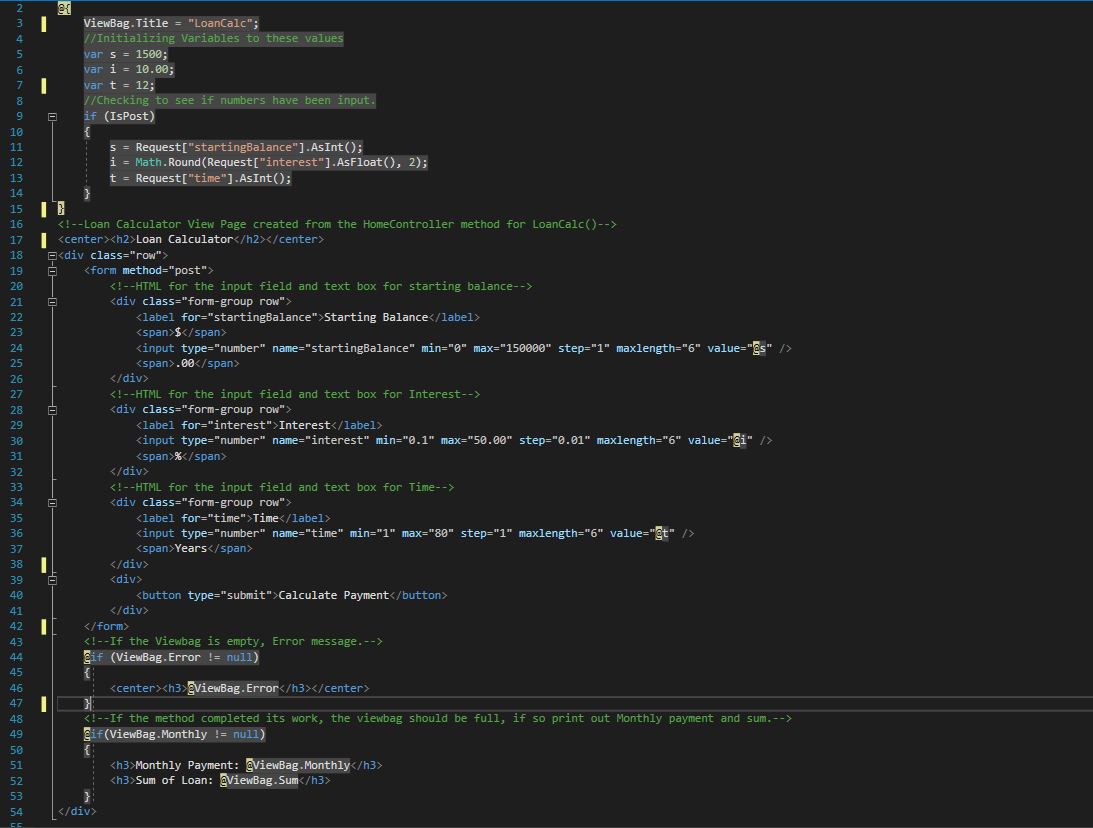 2 @{
3 ViewBag.Title = "LoanCalc";
4 //Initializing Variables to these values
5 var s = 1500;
6 var i = 10.00;
7 var t = 12;
8 //Checking to see if numbers have been input.
9 if (IsPost)
10 {
11 s = Request["startingBalance"].AsInt();
12 i = Math.Round(Request["interest"].AsFloat(), 2);
13 t = Request["time"].AsInt();
14 }
15 }
16 <!--Loan Calculator View Page created from the HomeController method for LoanCalc()-->
17 <center><h2>Loan Calculator</h2></center>
18 <div class="row">
19 <form method="post">
20 <!--HTML for the input field and text box for starting balance-->
21 <div class="form-group row">
22 <label for="startingBalance">Starting Balance</label>
23 <span>$</span>
24 <input type="number" name="startingBalance" min="0" max="150000" step="1" maxlength="6" value="@s" />
25 <span>.00</span>
26 </div>
27 <!--HTML for the input field and text box for Interest-->
28 <div class="form-group row">
29 <label for="interest">Interest</label>
30 <input type="number" name="interest" min="0.1" max="50.00" step="0.01" maxlength="6" value="@i" />
31 <span>%</span>
32 </div>
33 <!--HTML for the input field and text box for Time-->
34 <div class="form-group row">
35 <label for="time">Time</label>
36 <input type="number" name="time" min="1" max="80" step="1" maxlength="6" value="@t" />
37 <span>Years</span>
38 </div>
39 <div>
40 <button type="submit">Calculate Payment</button>
41 </div>
42 </form>
43 <!--If the Viewbag is empty, Error message.-->
44 @if (ViewBag.Error != null)
45 {
46 <center><h3>@ViewBag.Error</h3></center>
47 }
48 <!--If the method completed its work, the viewbag should be full, if so print out Monthly payment and sum.-->
49 @if(ViewBag.Monthly != null)
50 {
51 <h3>Monthly Payment: @ViewBag.Monthly</h3>
52 <h3>Sum of Loan: @ViewBag.Sum</h3>
53 }
54 </div>
55